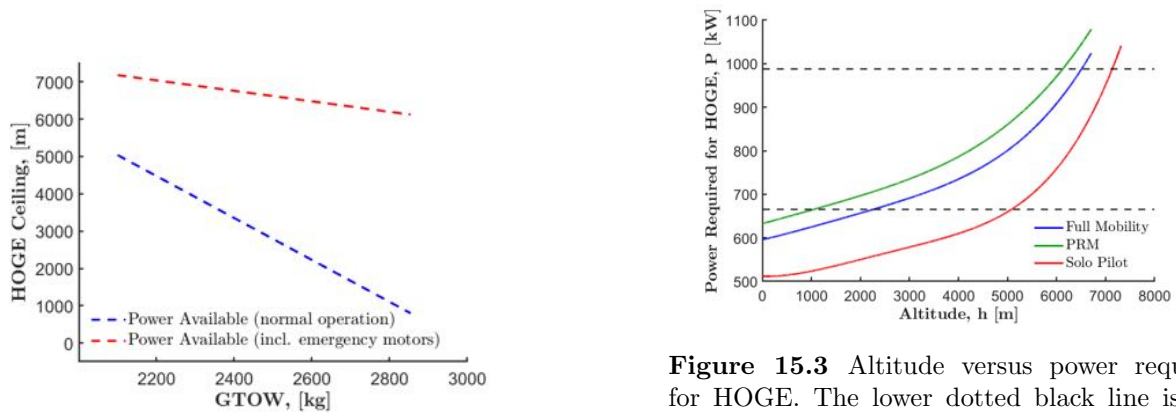 HOGE Ceiling, [m]
7000
6000
5000
4000
3000
2000
1000
0
Power Available (normal operation)
Power Available (incl. emergency motors)
2200 2400 2600 2800 3000
GTOW, [kg]
Power Required for HOGE, P [kW]
1100
1000
900
800
700
600
500
Full Mobility
PRM
Solo Pilot
0 1000 2000 3000 4000 5000 6000 7000 8000
Altitude, h [m]
Figure 15.3 Altitude versus power requ
for HOGE. The lower dotted black line is